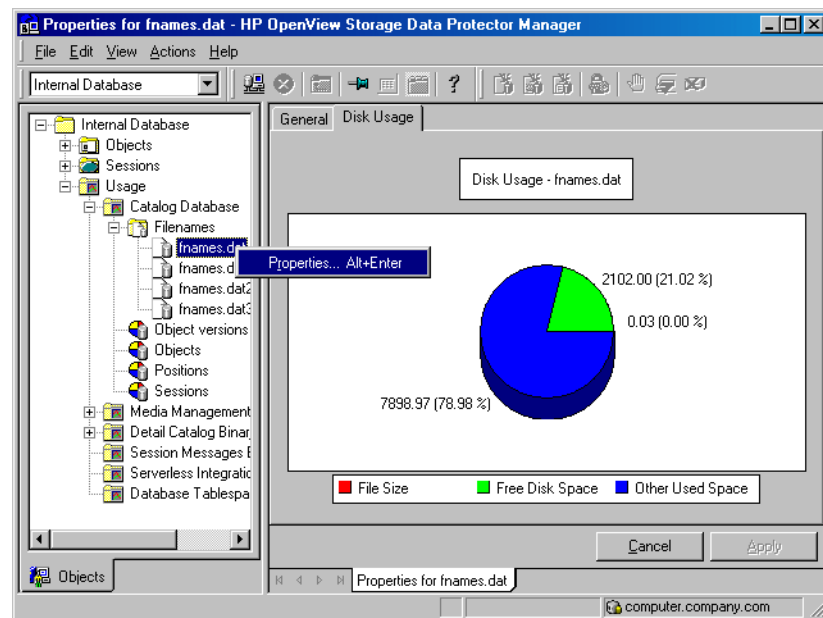 Properties for fnames.dat - HP OpenView Storage Data Protector Manager
File Edit View Actions Help
Internal Database
General Disk Usage
Internal Database
Objects
Sessions
Usage
Catalog Database
Filenames
fnames.dat
Properties... Alt+Enter
fnames.d
fnames.dat2
fnames.dat3
Object versions
Objects
Positions
Sessions
Media Management
Detail Catalog Binar
Session Messages
Serverless Integratio
Database Tablespa
Disk Usage - fnames.dat
2102.00 (21.02 %)
0.03 (0.00 %)
7898.97 (78.98 %)
File Size Free Disk Space Other Used Space
Cancel Apply
Objects
Properties for fnames.dat
computer.company.com